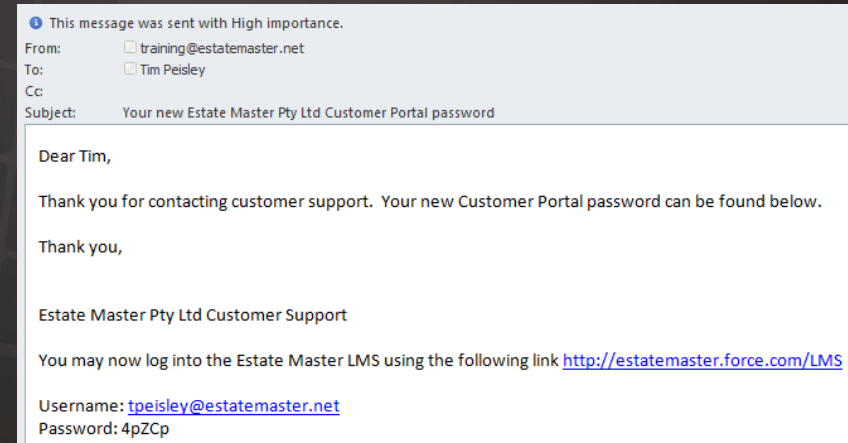 This message was sent with High importance.
From: training@estatemaster.net
To: Tim Peisley
Cc:
Subject: Your new Estate Master Pty Ltd Customer Portal password
Dear Tim,
Thank you for contacting customer support. Your new Customer Portal password can be found below.
Thank you,
Estate Master Pty Ltd Customer Support
You may now log into the Estate Master LMS using the following link http://estatemaster.force.com/LMS
Username: tpeisley@estatemaster.net
Password: 4pZCp